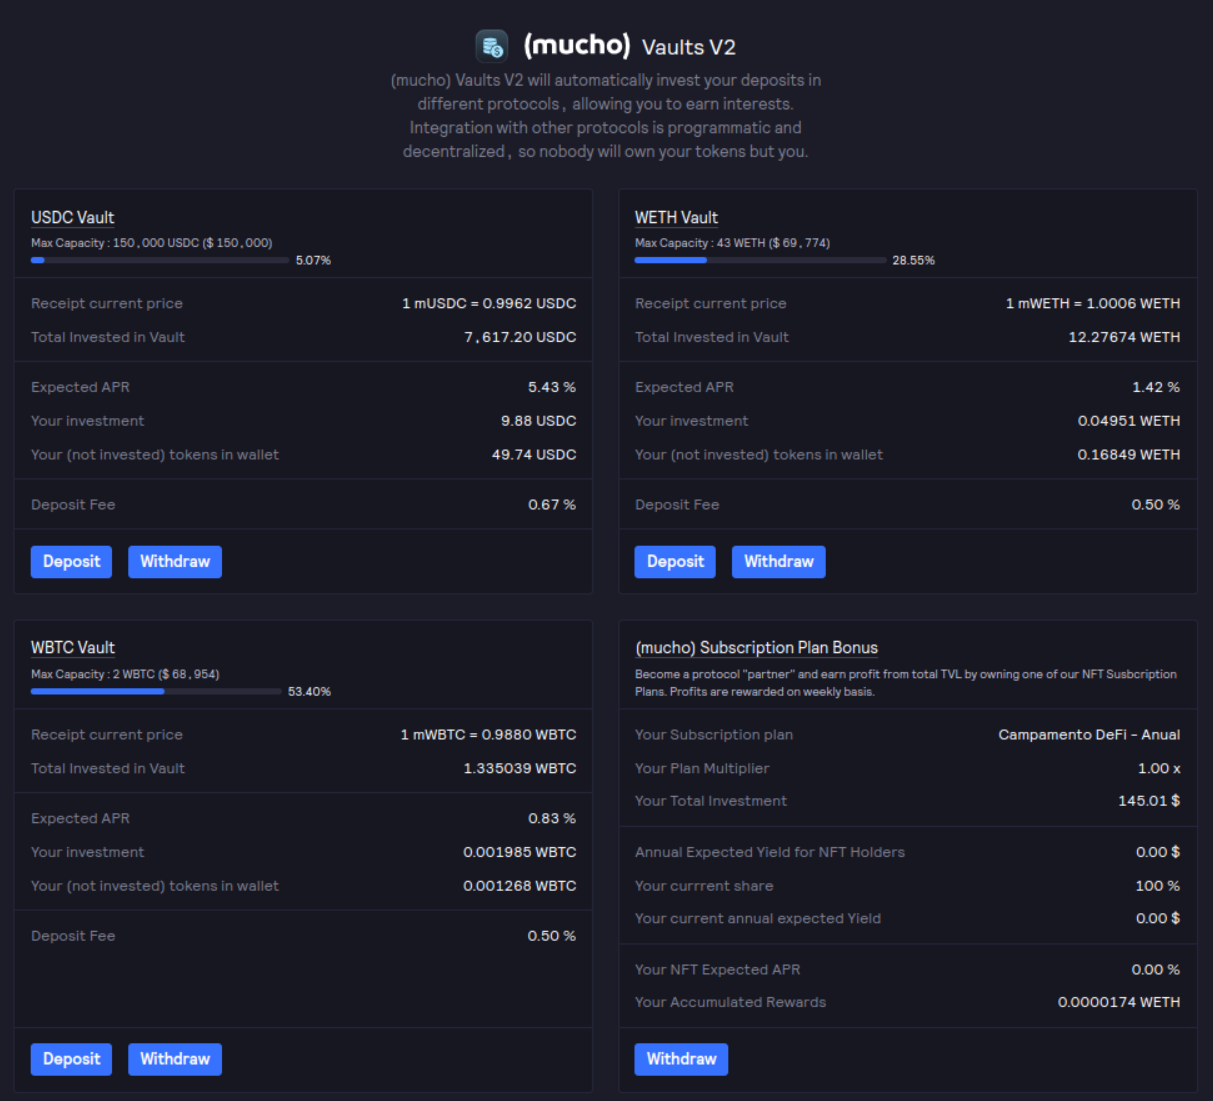 (mucho) Vaults V2
(mucho) Vaults V2 will automatically invest your deposits in
different protocols, allowing you to earn interests.
Integration with other protocols is programmatic and
decentralized, so nobody will own your tokens but you.
USDC Vault
Max Capacity : 150,000 USDC ($ 150,000)
5.07%
Receipt current price 1 mUSDC = 0.9962 USDC
Total Invested in Vault 7,617.20 USDC
Expected APR 5.43 %
Your investment 9.88 USDC
Your (not invested) tokens in wallet 49.74 USDC
Deposit Fee 0.67 %
Deposit Withdraw
WETH Vault
Max Capacity : 43 WETH ($ 69,774)
28.55%
Receipt current price 1 mWETH = 1.0006 WETH
Total Invested in Vault 12.27674 WETH
Expected APR 1.42 %
Your investment 0.04951 WETH
Your (not invested) tokens in wallet 0.16849 WETH
Deposit Fee 0.50 %
Deposit Withdraw
WBTC Vault
Max Capacity : 2 WBTC ($ 68,954)
53.40%
Receipt current price 1 mWBTC = 0.9880 WBTC
Total Invested in Vault 1.335039 WBTC
Expected APR 0.83 %
Your investment 0.001985 WBTC
Your (not invested) tokens in wallet 0.001268 WBTC
Deposit Fee 0.50 %
Deposit Withdraw
(mucho) Subscription Plan Bonus
Become a protocol "partner" and earn profit from total TVL by owning one of our NFT Susbcription
Plans. Profits are rewarded on weekly basis.
Your Subscription plan Campamento DeFi - Anual
Your Plan Multiplier 1.00 x
Your Total Investment 145.01 $
Annual Expected Yield for NFT Holders 0.00 $
Your currrent share 100 %
Your current annual expected Yield 0.00 $
Your NFT Expected APR 0.00 %
Your Accumulated Rewards 0.0000174 WETH
Withdraw